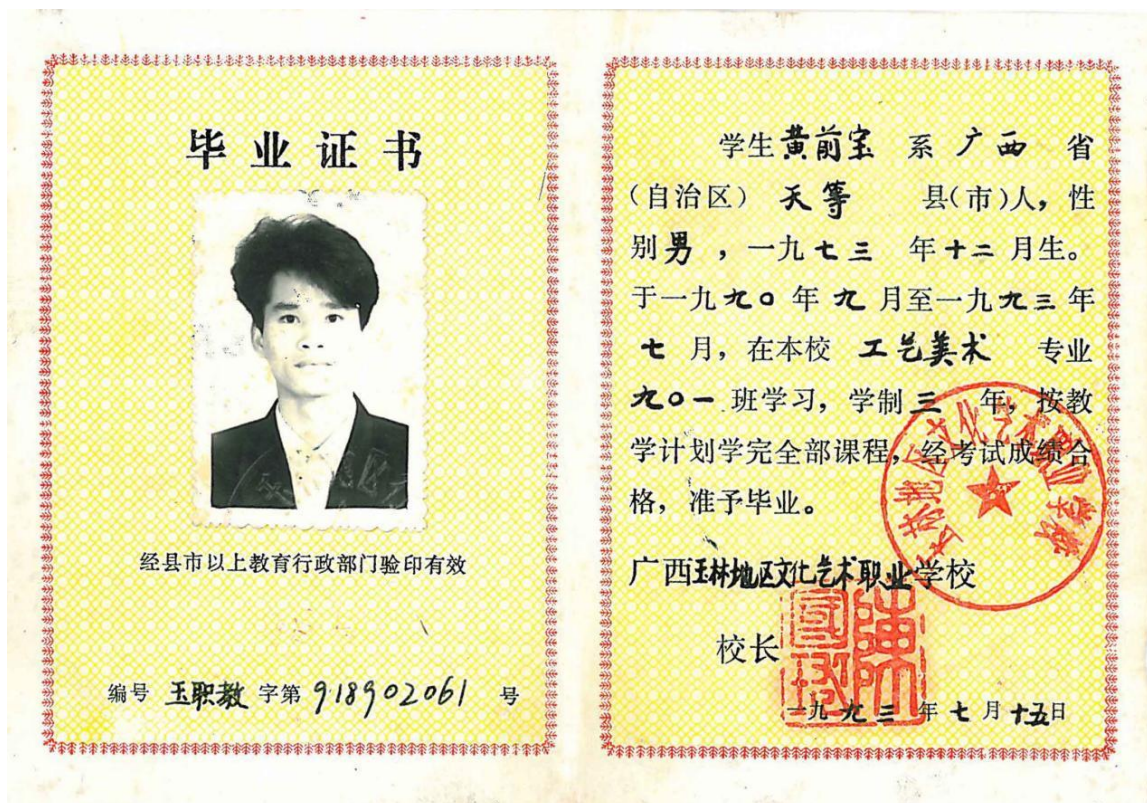 毕业证书
经县市以上教育行政部门验印有效
编号 玉职教 字第 918902061 号
学生黄前宝 系 广西 省
(自治区) 天等 县(市)人，性
别男，一九七三 年十二月生。
于一九九〇年九月至一九九三年
七月，在本校 工艺美术 专业
九〇一班学习，学制三年，按教
学计划学完全部课程，经考试成绩合
格，准予毕业。
广西玉林地区文化艺术职业学校
校长
一九九三年七月十五日